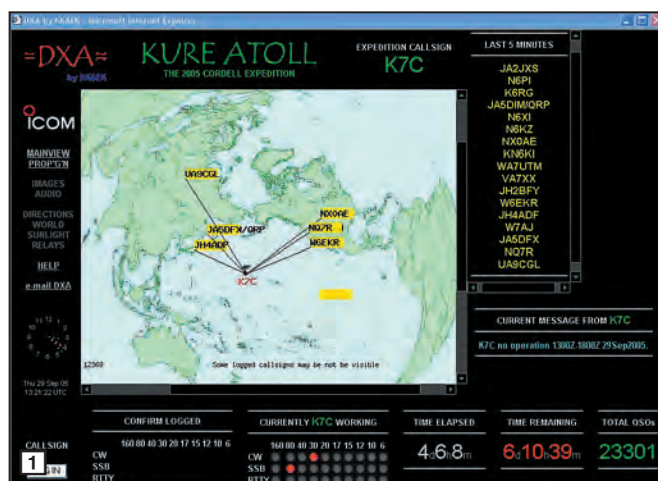 DXA by KK6EK - Microsoft Internet Explorer
=DXA=
by KK6EK
KURE ATOLL
THE 2005 CORDELL EXPEDITION
EXPEDITION CALLSIGN
K7C
LAST 5 MINUTES
JA2JXS
N6PI
K6RG
JA5DIM/QRP
N6XI
N6KZ
NX0AE
KN6KI
WA7UTM
VA7XX
JH2BFY
W6EKR
JH4ADF
W7AJ
JA5DFX
NQ7R
UA9CGL
ICOM
MAINVIEW
PROP'G'N
IMAGES
AUDIO
DIRECTIONS
WORLD
SUNLIGHT
RELAYS
HELP
e-mail DXA
Thu 29 Sep 05
13:21:22 UTC
UA9CGL
JA5DFX/QRP
JH4ADP
NX0AE
NQ7R
W6EKR
K7C
12309
Some logged callsigns may be not be visible
CURRENT MESSAGE FROM K7C
K7C no operation 1300Z-1800Z 29Sep2005.
CALLSIGN
1
CONFIRM LOGGED
160 80 40 30 20 17 15 12 10 6
CW
SSB
RTTY
CURRENTLY K7C WORKING
160 80 40 30 20 17 15 12 10 6
CW
SSB
RTTY
TIME ELAPSED
4d6h8m
TIME REMAINING
6d10h39m
TOTAL QSOs
23301